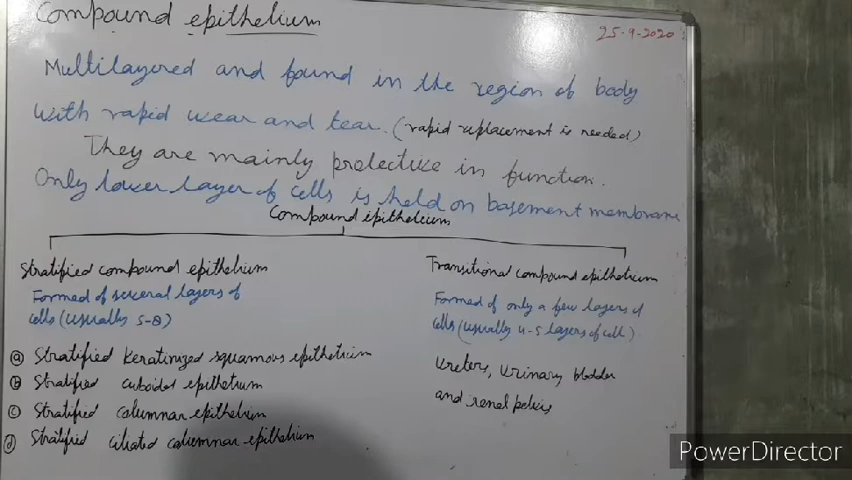 Compound epithelium
25-9-2020
Multilayered and found in the region of body
with rapid wear and tear. (rapid replacement is needed)
They are mainly protective in function.
Only lower layer of cells is held on basement membrane
Compound epithelium
Stratified compound epithelium
Formed of several layers of
cells (usually 5-8)
(a) Stratified keratinized squamous epithelium
(b) Stratified cuboidal epithelium
(c) Stratified columnar epithelium
(d) Stratified ciliated columnar epithelium
Transitional compound epithelium
Formed of only a few layers of
cells (usually 4-5 layers of cell)
Ureters, Urinary bladder
and renal pelvis
PowerDirector